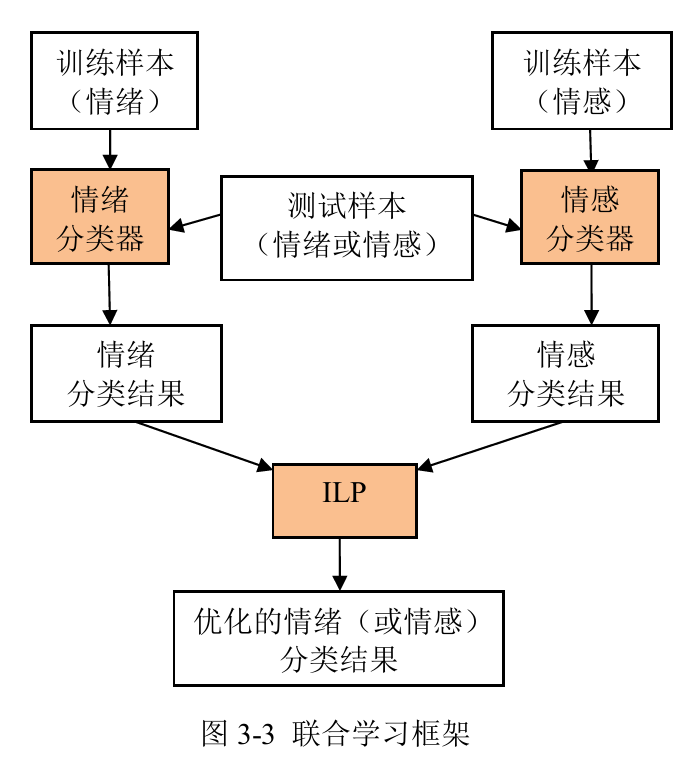 训练样本
（情绪）
训练样本
（情感）
情绪
分类器
测试样本
（情绪或情感）
情感
分类器
情绪
分类结果
情感
分类结果
ILP
优化的情绪（或情感）
分类结果
图 3-3 联合学习框架